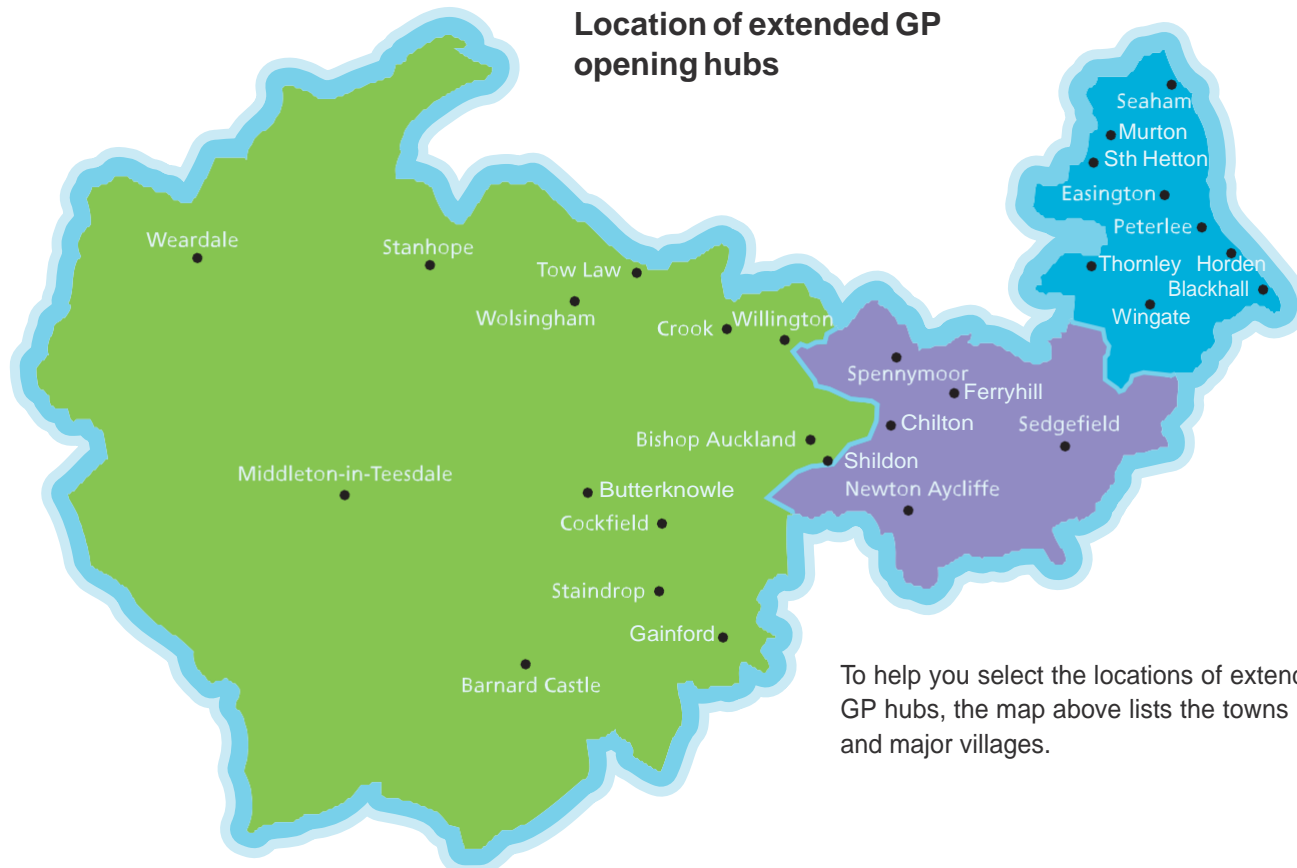 Location of extended GP
opening hubs
Seaham
Murton
Sth Hetton
Easington
Peterlee
Thornley
Horden
Blackhall
Wingate
Weardale
Stanhope
Tow Law
Wolsingham
Crook
Willington
Spennymoor
Ferryhill
Chilton
Sedgefield
Bishop Auckland
Shildon
Middleton-in-Teesdale
Butterknowle
Newton Aycliffe
Cockfield
Staindrop
Gainford
Barnard Castle
To help you select the locations of extend
GP hubs, the map above lists the towns
and major villages.